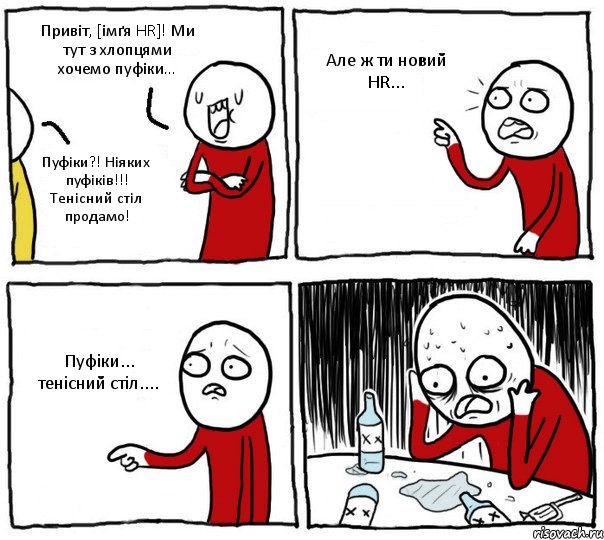 Привіт, [імґя HR]! Ми
тут з хлопцями
хочемо пуфіки...
Пуфіки?! Ніяких
пуфіків!!!
Тенісний стіл
продамо!
Але ж ти новий
HR...
Пуфіки...
тенісний стіл....
x x
x x
x x
risovach.ru